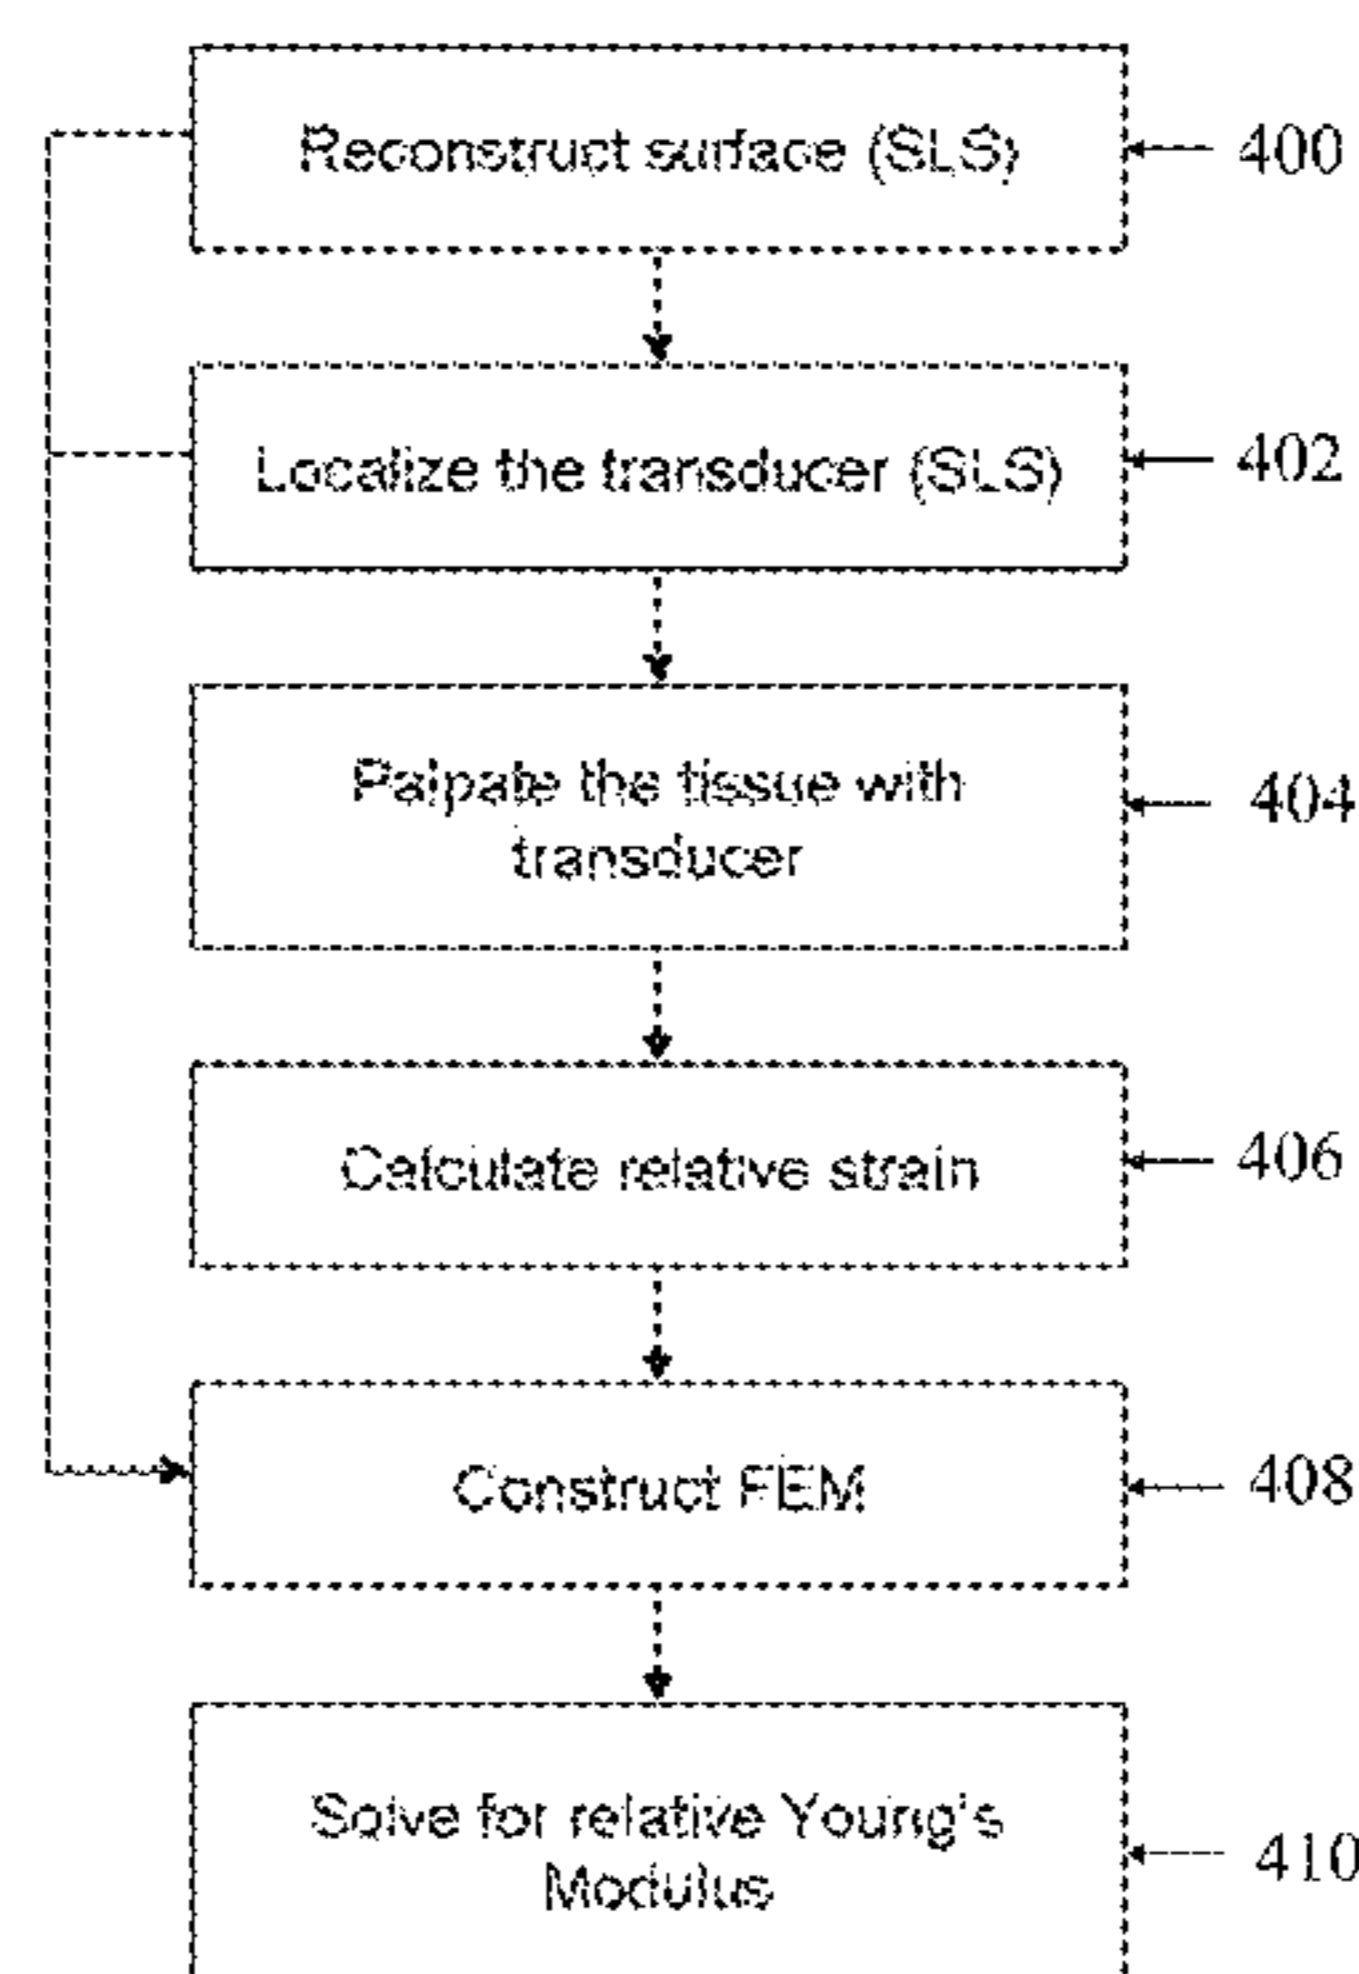 Reconstruct surface (SLS)
400
Localize the transducer (SLS)
402
Palpate the tissue with
transducer
404
Calculate relative strain
406
Construct FEM
408
Solve for relative Young's
Modulus
410